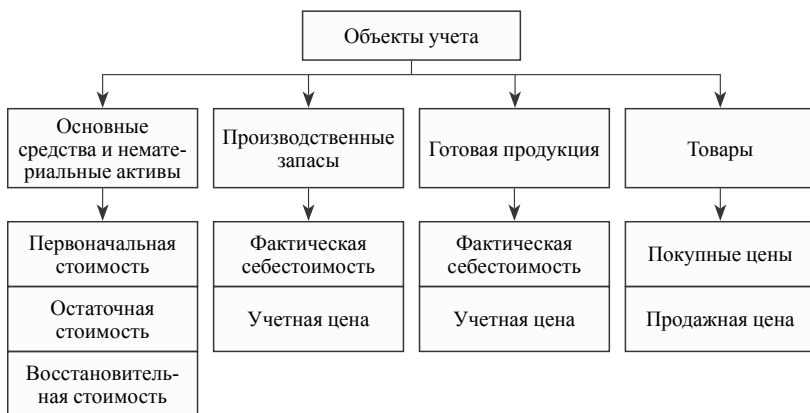 Объекты учета
Основные
средства и немате-
риальные активы
Производственные
запасы
Готовая продукция
Товары
Первоначальная
стоимость
Фактическая
себестоимость
Фактическая
себестоимость
Покупные цены
Остаточная
стоимость
Учетная цена
Учетная цена
Продажная цена
Восстановитель-
ная стоимость